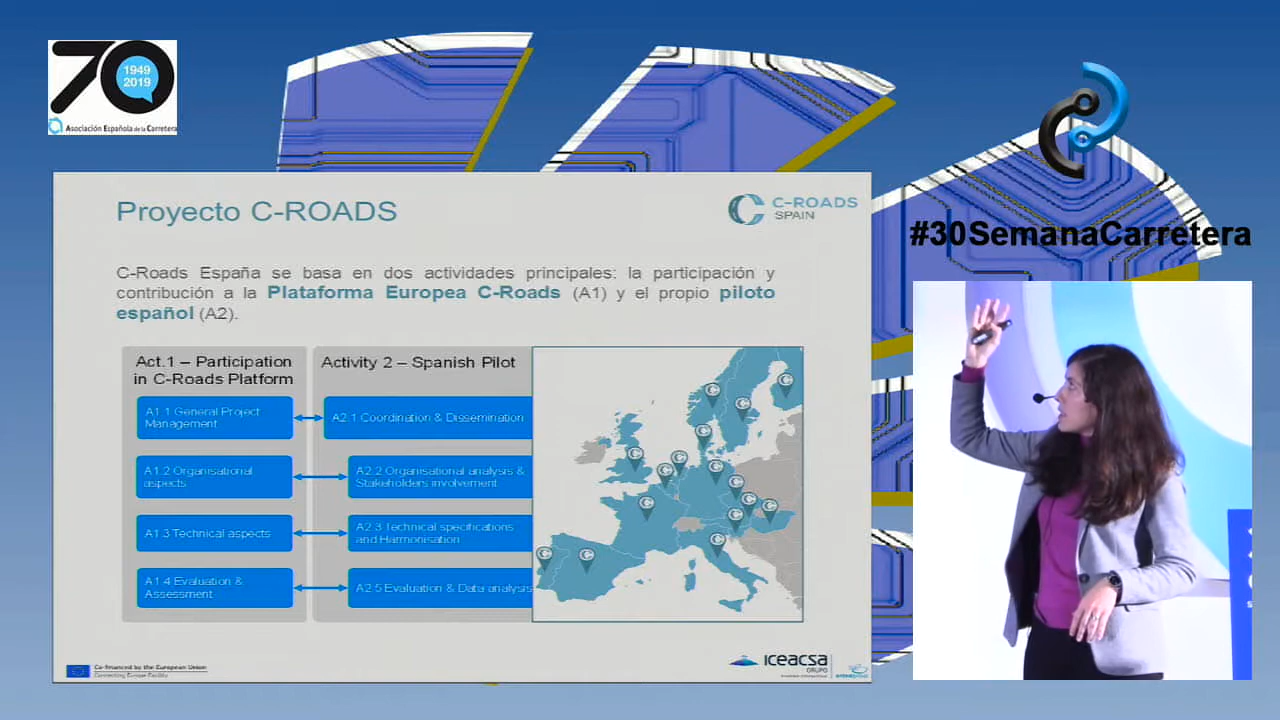 70
1949
2019
Asociación Española de la Carretera
#30SemanaCarretera
Proyecto C-ROADS
C-ROADS
SPAIN
C-Roads España se basa en dos actividades principales: la participación y
contribución a la Plataforma Europea C-Roads (A1) y el propio piloto
español (A2).
Act.1 – Participation
in C-Roads Platform
A1.1 General Project
Management
A1.2 Organisational
aspects
A1.3 Technical aspects
A1.4 Evaluation &
Assessment
Activity 2 – Spanish Pilot
A2.1 Coordination & Dissemination
A2.2 Organisational analysis &
Stakeholders involvement
A2.3 Technical specifications
and Harmonisation
A2.5 Evaluation & Data analysis
Co-financed by the European Union
Connecting Europe Facility
ICEACSA
GRUPO